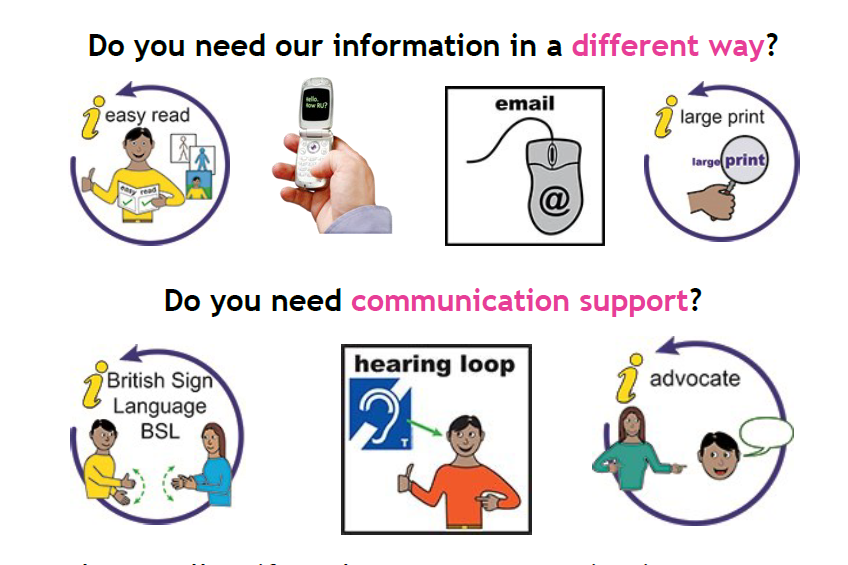 Do you need our information in a different way?
easy read
easy read
Hello.
How RU?
email
@
large print
large print
Do you need communication support?
British Sign
Language
BSL
hearing loop
T
advocate